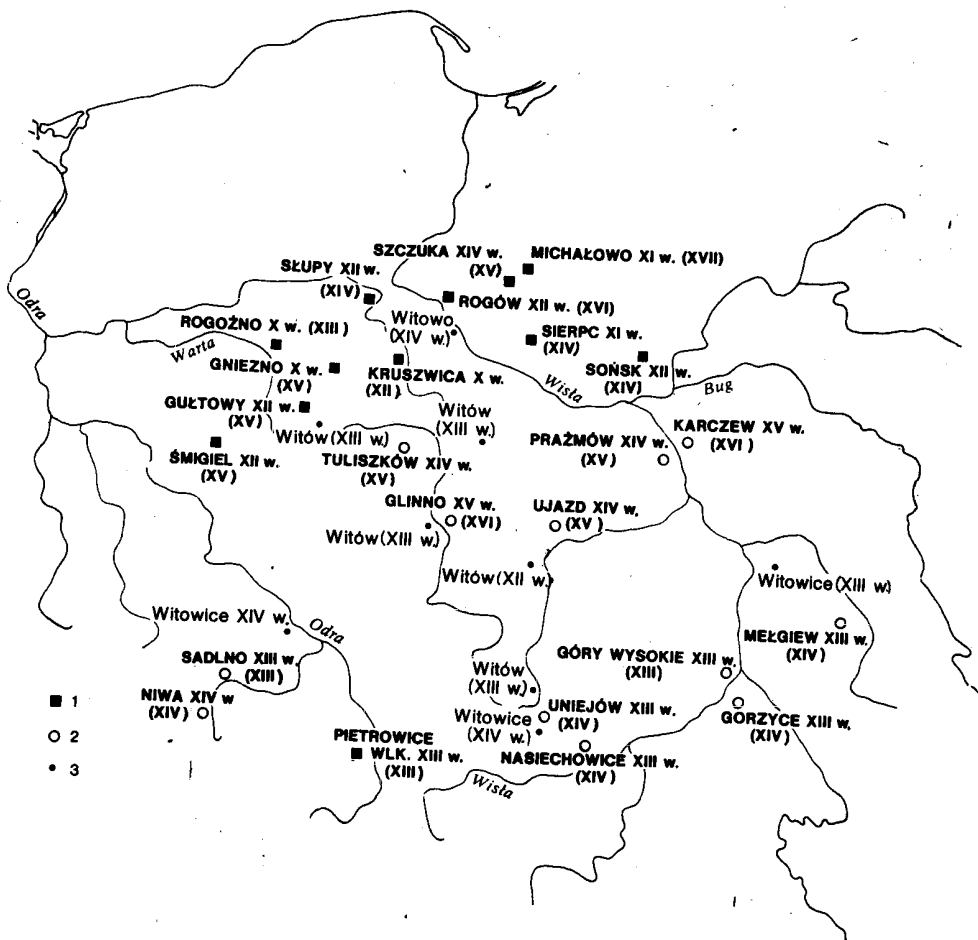 SZCZUKA XIV w.
(XV)
MICHAŁOWO XI w. (XVII)
SŁUPY XII w.
(XIV)
ROGÓW XII w. (XVI)
Odra
Witowo
(XIV w.)
SIERPC XI w.
(XIV)
ROGOŹNO X w. (XIII)
Warta
GNIEZNO X w.
(XV)
KRUSZWICA X w.
(XII)
Wisła
SOŃSK XII w.
(XIV)
Bug
GUŁTOWY XII w.
(XV)
Witów
(XIII w.)
KARCZEW XV w.
(XVI)
Witów (XIII w.)
PRAŻMÓW XIV w.
(XV)
ŚMIGIEL XII w.
(XV)
TULISZKÓW XIV w.
(XV)
GLINNO XV w.
(XVI)
UJAZD XIV w.
(XV)
Witów (XIII w.)
Witów (XII w.)
Witowice (XIII w.)
Witowice XIV w.
Odra
MEŁGIEW XIII w.
(XIV)
SADLNO XIII w.
(XIII)
GÓRY WYSOKIE XIII w.
(XIII)
Witów
(XIII w.)
NIWA XIV w
(XIV)
UNIEJÓW XIII w.
(XIV)
Witowice
(XIV w.)
GORZYCE XIII w.
(XIV)
PIETROWICE
WLK. XIII w.
(XIII)
NASIECHOWICE XIII w.
(XIV)
Wisła
1
2
3